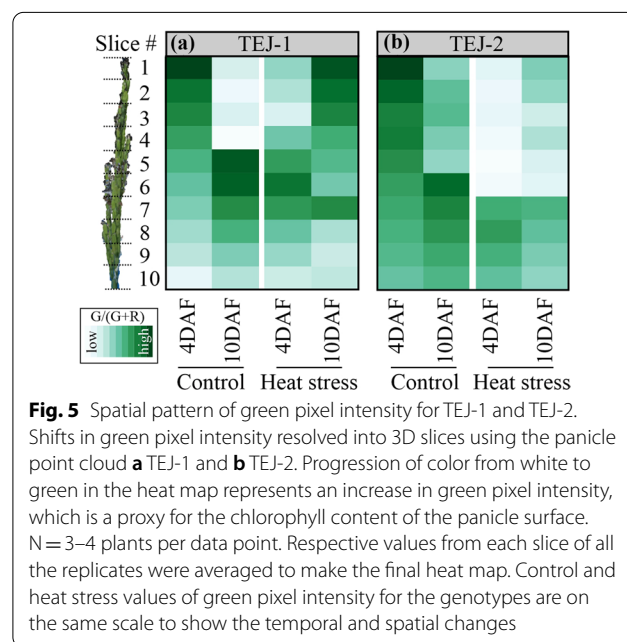 Slice #
(a) TEJ-1
(b) TEJ-2
1
2
3
4
5
6
7
8
9
10
G/(G+R)
low
high
4DAF
10DAF
4DAF
10DAF
4DAF
10DAF
4DAF
10DAF
Control
Heat stress
Control
Heat stress
Fig. 5 Spatial pattern of green pixel intensity for TEJ-1 and TEJ-2.
Shifts in green pixel intensity resolved into 3D slices using the panicle
point cloud a TEJ-1 and b TEJ-2. Progression of color from white to
green in the heat map represents an increase in green pixel intensity,
which is a proxy for the chlorophyll content of the panicle surface.
N = 3–4 plants per data point. Respective values from each slice of all
the replicates were averaged to make the final heat map. Control and
heat stress values of green pixel intensity for the genotypes are on
the same scale to show the temporal and spatial changes